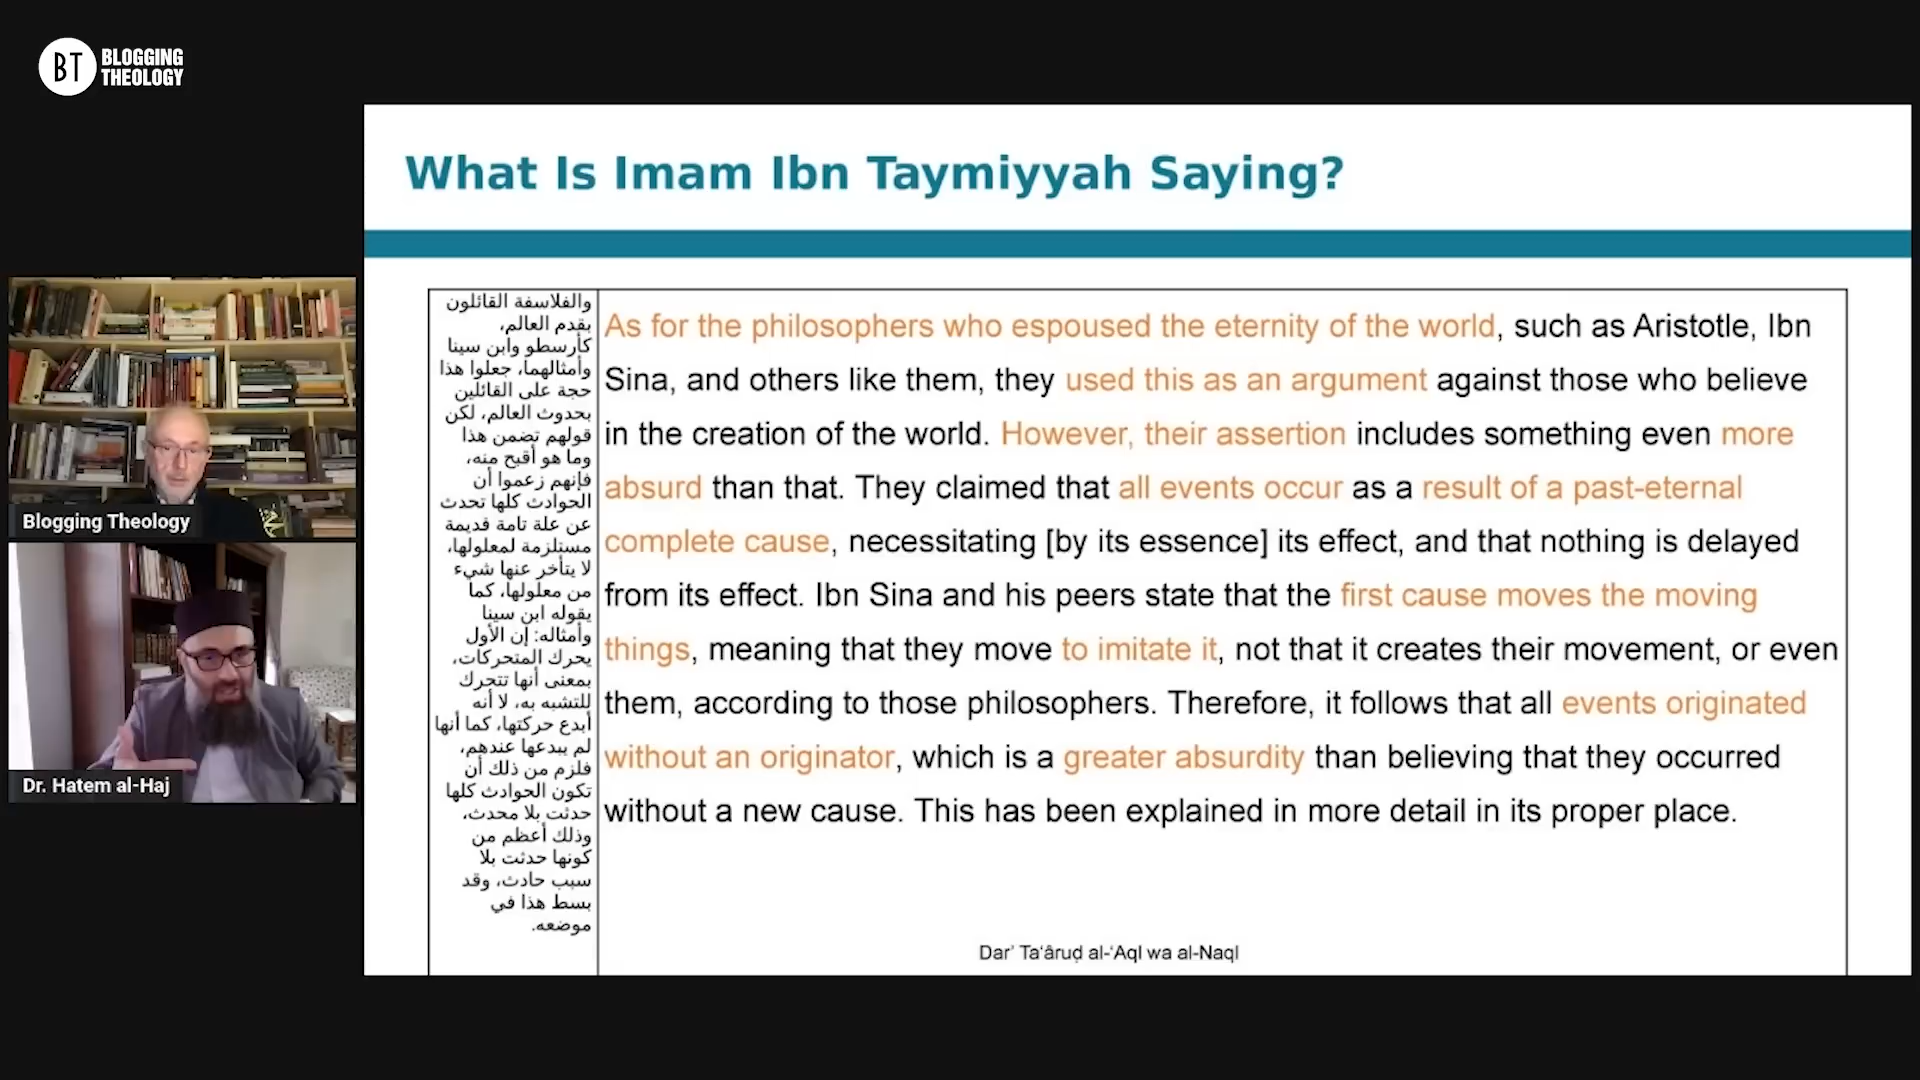 BT BLOGGING
THEOLOGY
What Is Imam Ibn Taymiyyah Saying?
والفلاسفة القائلون
بقدم العالم،
كأرسطو وابن سينا
وأمثالهما، جعلوا هذا
حجة على القائلين
بحدوث العالم، لكن
قولهم تضمن هذا
وما هو أقبح منه،
فإنهم زعموا أن
الحوادث كلها تحدث
عن علة تامة قديمة
مستلزمة لمعلولها،
لا يتأخر عنها شيء
من معلولها، كما
يقوله ابن سينا
وأمثاله: إن الأول
يحرك المتحركات،
بمعنى أنها تتحرك
للتشبه به، لا أنه
أبدع حركتها، كما أنها
لم يبدعها عندهم،
فلزم من ذلك أن
تكون الحوادث كلها
حدثت بلا محدث،
وذلك أعظم من
كونها حدثت بلا
سبب حادث، وقد
بسط هذا في
موضعه.
As for the philosophers who espoused the eternity of the world, such as Aristotle, Ibn
Sina, and others like them, they used this as an argument against those who believe
in the creation of the world. However, their assertion includes something even more
absurd than that. They claimed that all events occur as a result of a past-eternal
complete cause, necessitating [by its essence] its effect, and that nothing is delayed
from its effect. Ibn Sina and his peers state that the first cause moves the moving
things, meaning that they move to imitate it, not that it creates their movement, or even
them, according to those philosophers. Therefore, it follows that all events originated
without an originator, which is a greater absurdity than believing that they occurred
without a new cause. This has been explained in more detail in its proper place.
Dar’ Ta‘âruḍ al-‘Aql wa al-Naql
Blogging Theology
Dr. Hatem al-Haj